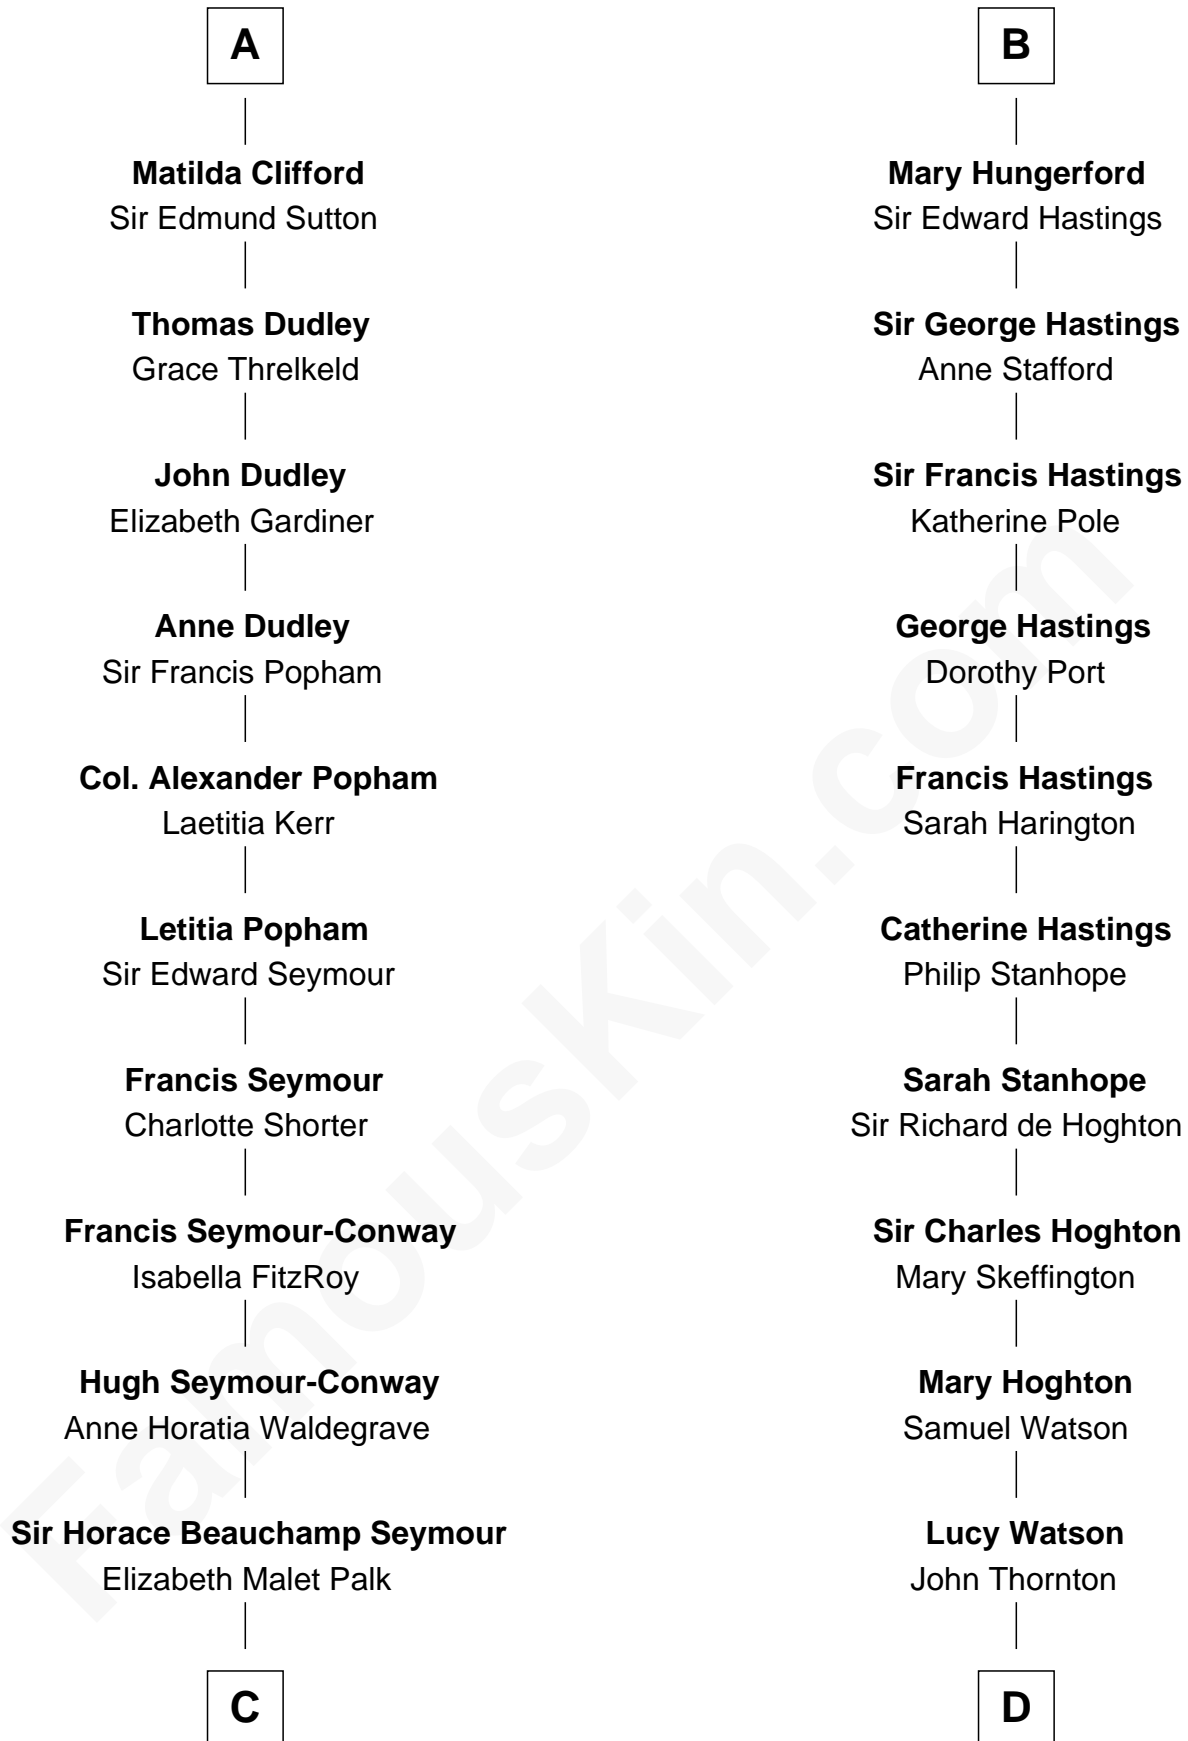 A
Matilda Clifford
Sir Edmund Sutton
Thomas Dudley
Grace Threlkeld
John Dudley
Elizabeth Gardiner
Anne Dudley
Sir Francis Popham
Col. Alexander Popham
Laetitia Kerr
Letitia Popham
Sir Edward Seymour
Francis Seymour
Charlotte Shorter
Francis Seymour-Conway
Isabella FitzRoy
Hugh Seymour-Conway
Anne Horatia Waldegrave
Sir Horace Beauchamp Seymour
Elizabeth Malet Palk
C
B
Mary Hungerford
Sir Edward Hastings
Sir George Hastings
Anne Stafford
Sir Francis Hastings
Katherine Pole
George Hastings
Dorothy Port
Francis Hastings
Sarah Harington
Catherine Hastings
Philip Stanhope
Sarah Stanhope
Sir Richard de Hoghton
Sir Charles Hoghton
Mary Skeffington
Mary Hoghton
Samuel Watson
Lucy Watson
John Thornton
D
FamousKin.com